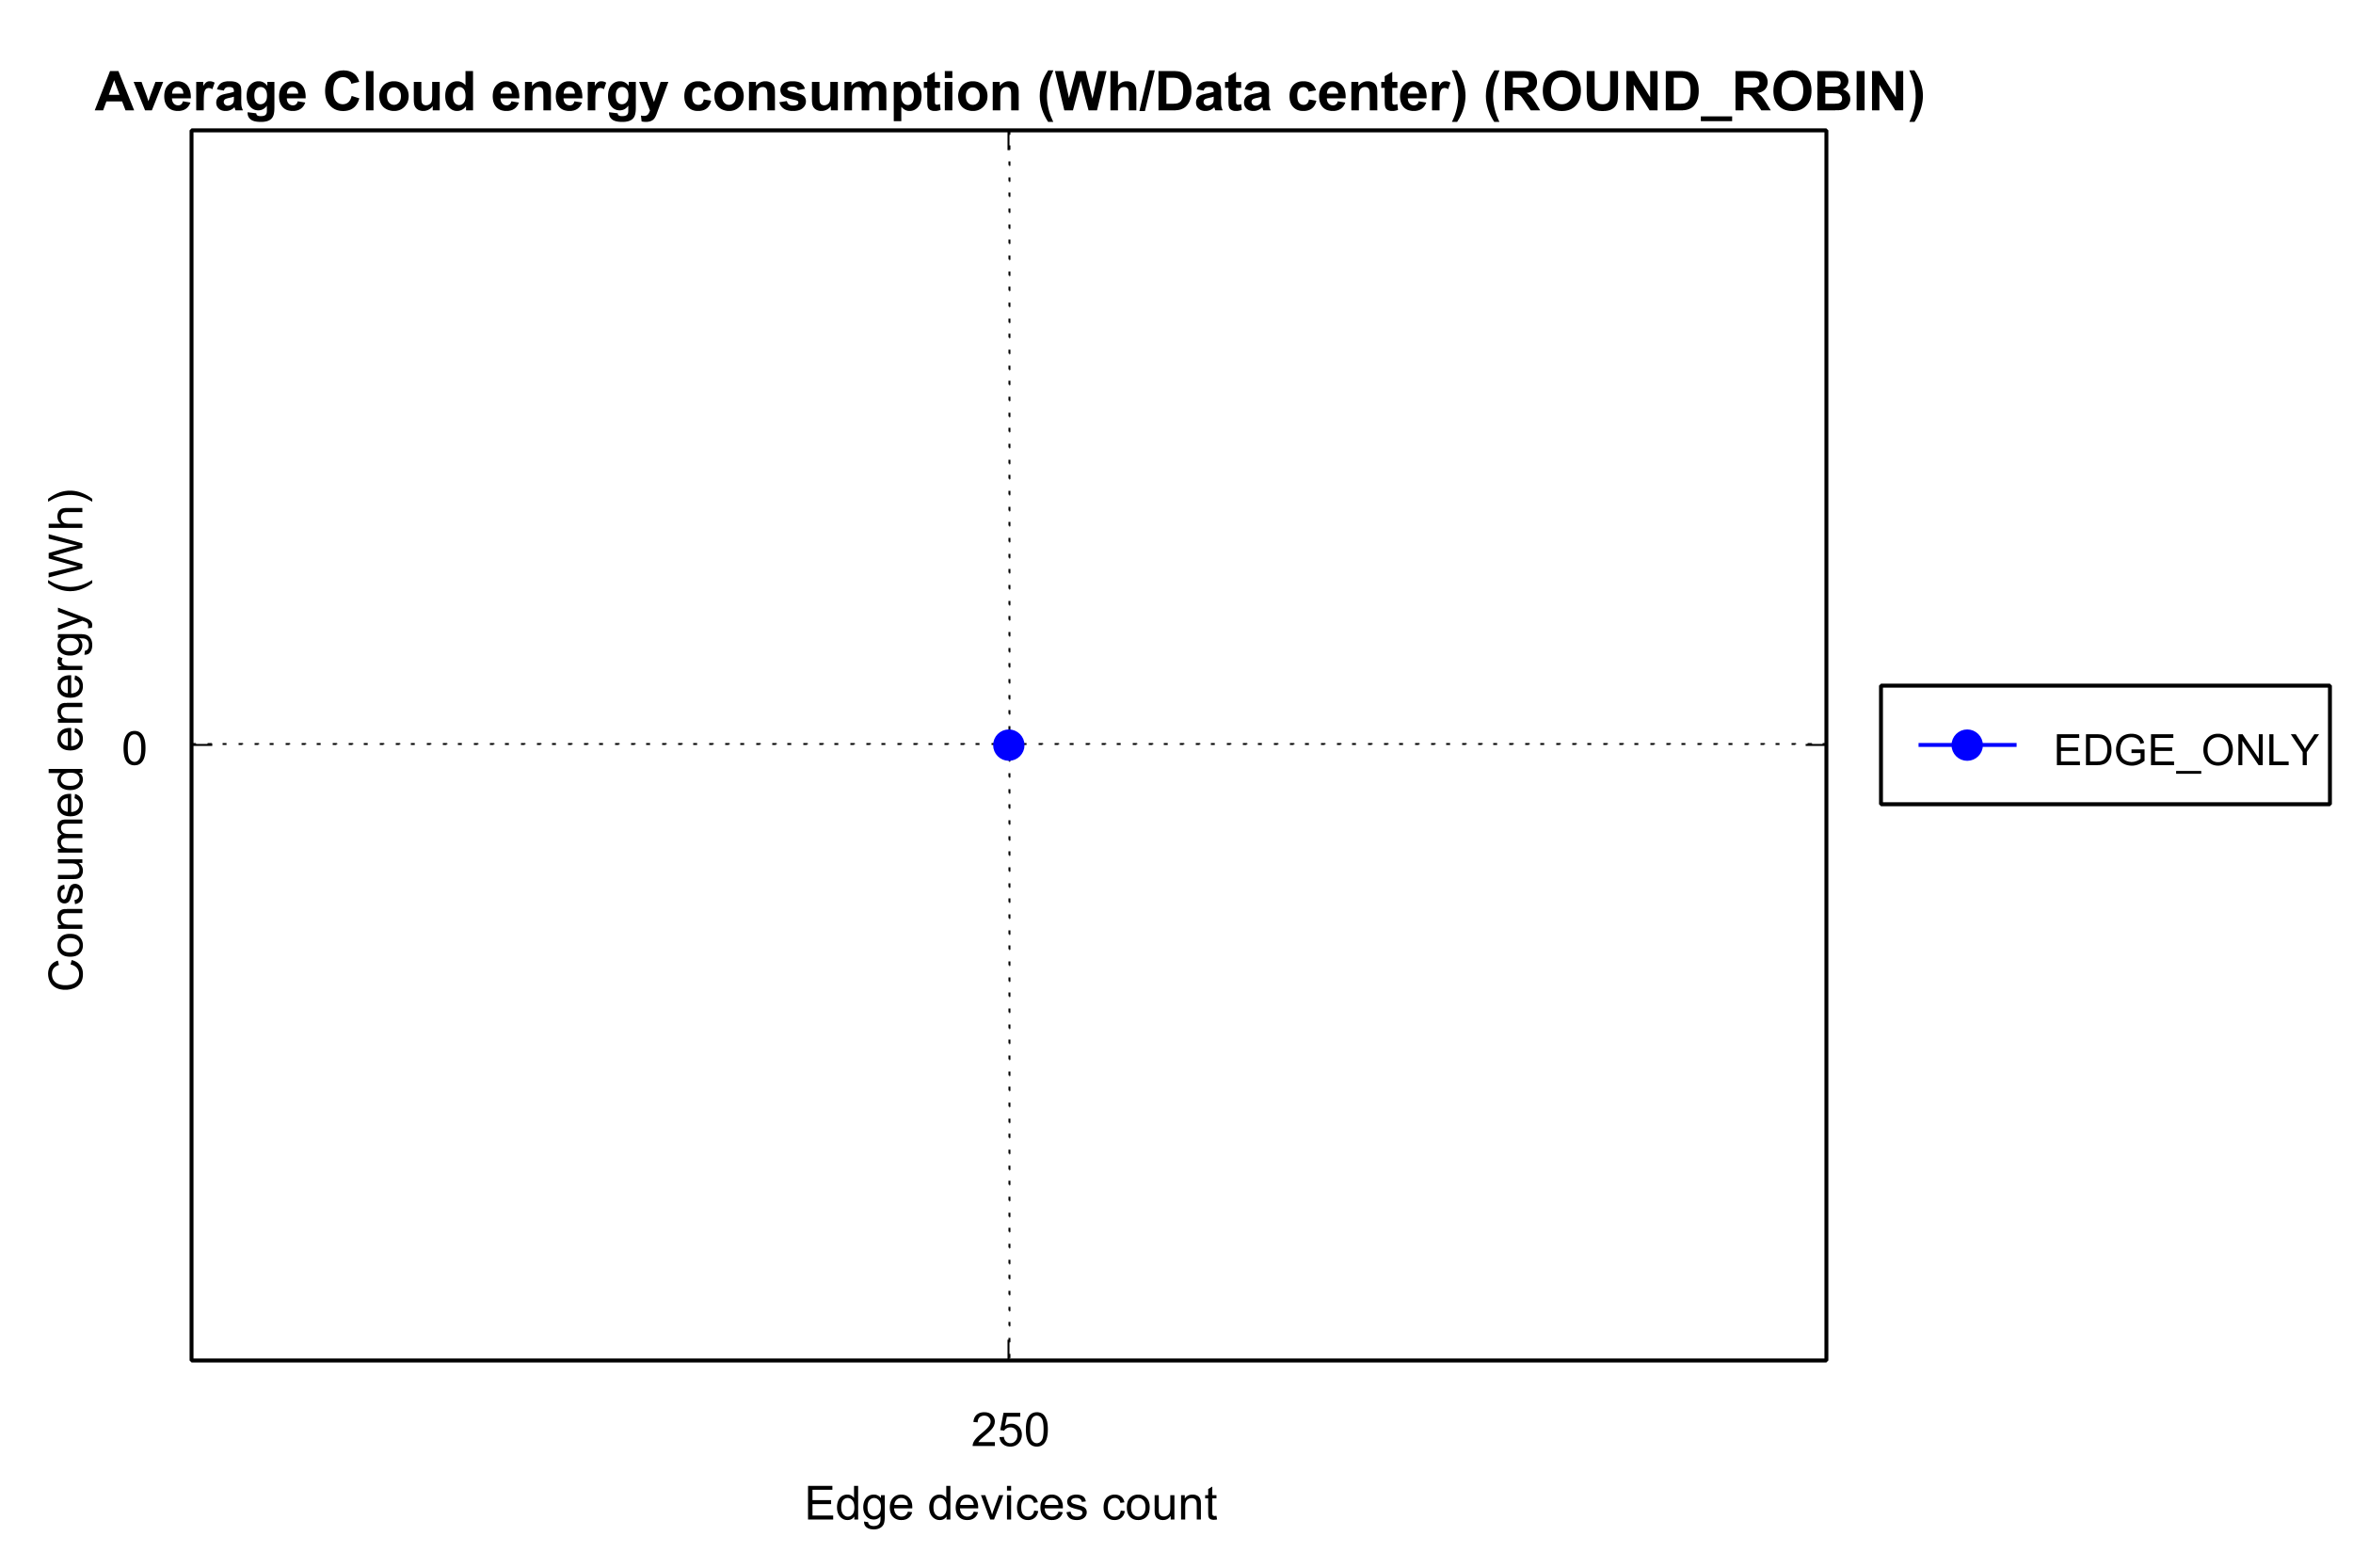 Average Cloud energy consumption (Wh/Data center) (ROUND_ROBIN)
Consumed energy (Wh)
0
EDGE_ONLY
250
Edge devices count